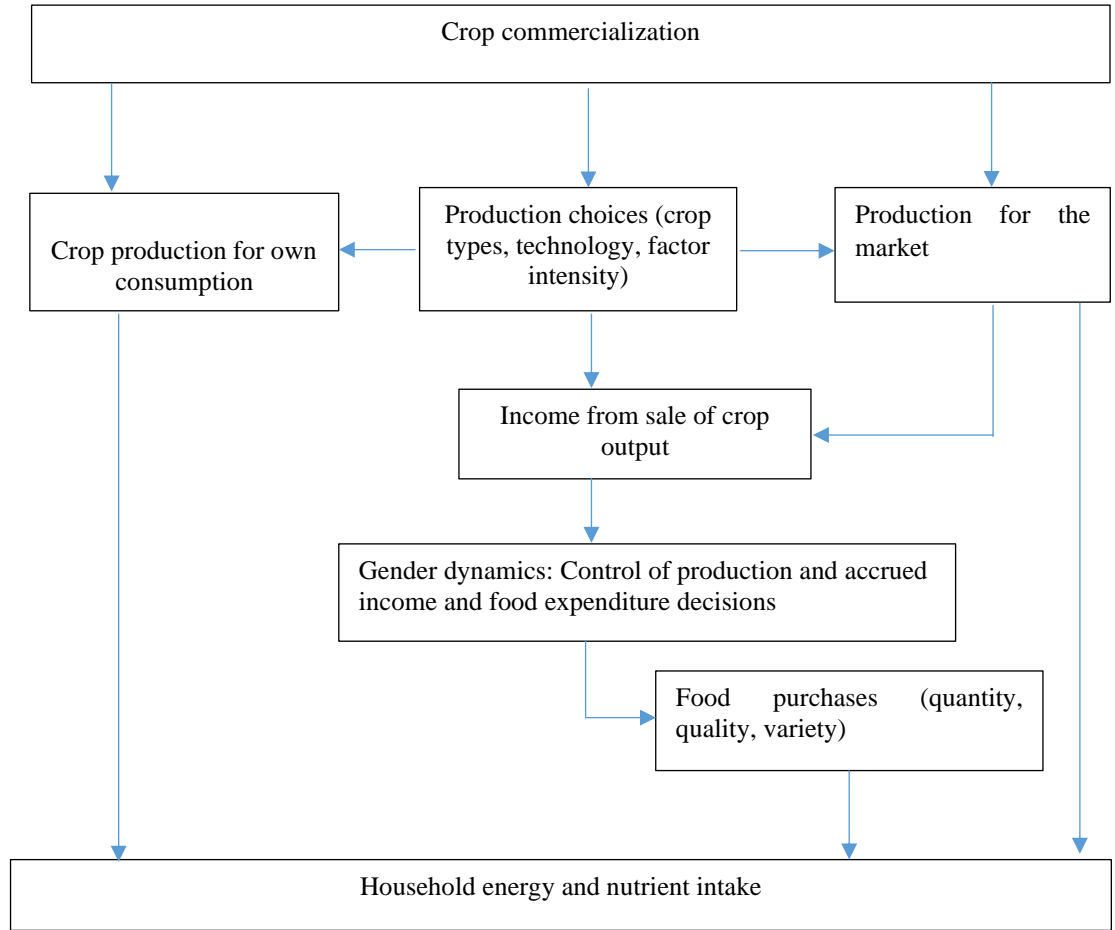 Crop commercialization
Crop production for own
consumption
Production choices (crop
types, technology, factor
intensity)
Production for the
market
Income from sale of crop
output
Gender dynamics: Control of production and accrued
income and food expenditure decisions
Food purchases (quantity,
quality, variety)
Household energy and nutrient intake